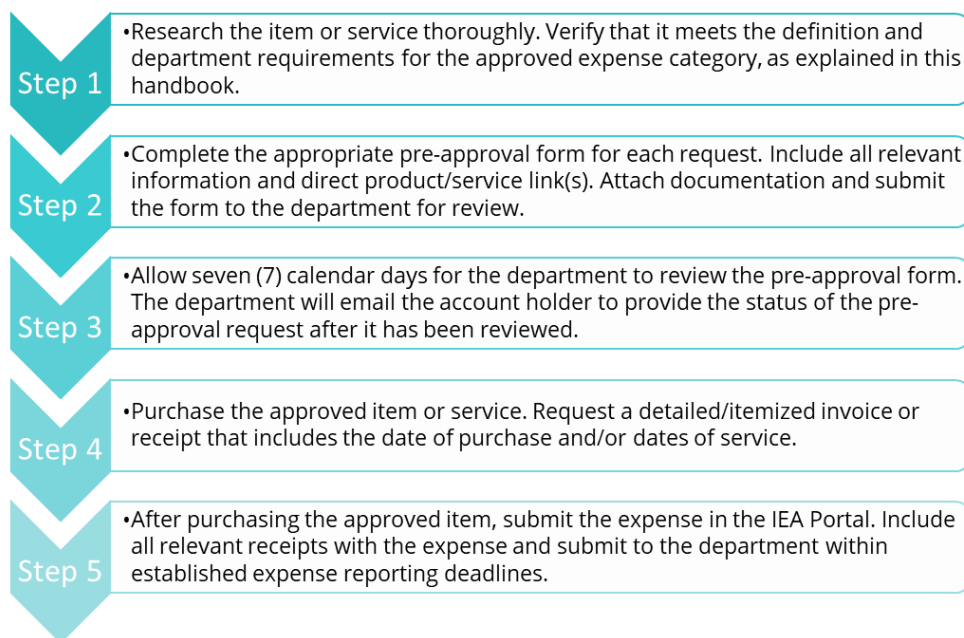 Step 1
•Research the item or service thoroughly. Verify that it meets the definition and
department requirements for the approved expense category, as explained in this
handbook.
Step 2
•Complete the appropriate pre-approval form for each request. Include all relevant
information and direct product/service link(s). Attach documentation and submit
the form to the department for review.
Step 3
•Allow seven (7) calendar days for the department to review the pre-approval form.
The department will email the account holder to provide the status of the pre-
approval request after it has been reviewed.
Step 4
•Purchase the approved item or service. Request a detailed/itemized invoice or
receipt that includes the date of purchase and/or dates of service.
Step 5
•After purchasing the approved item, submit the expense in the IEA Portal. Include
all relevant receipts with the expense and submit to the department within
established expense reporting deadlines.